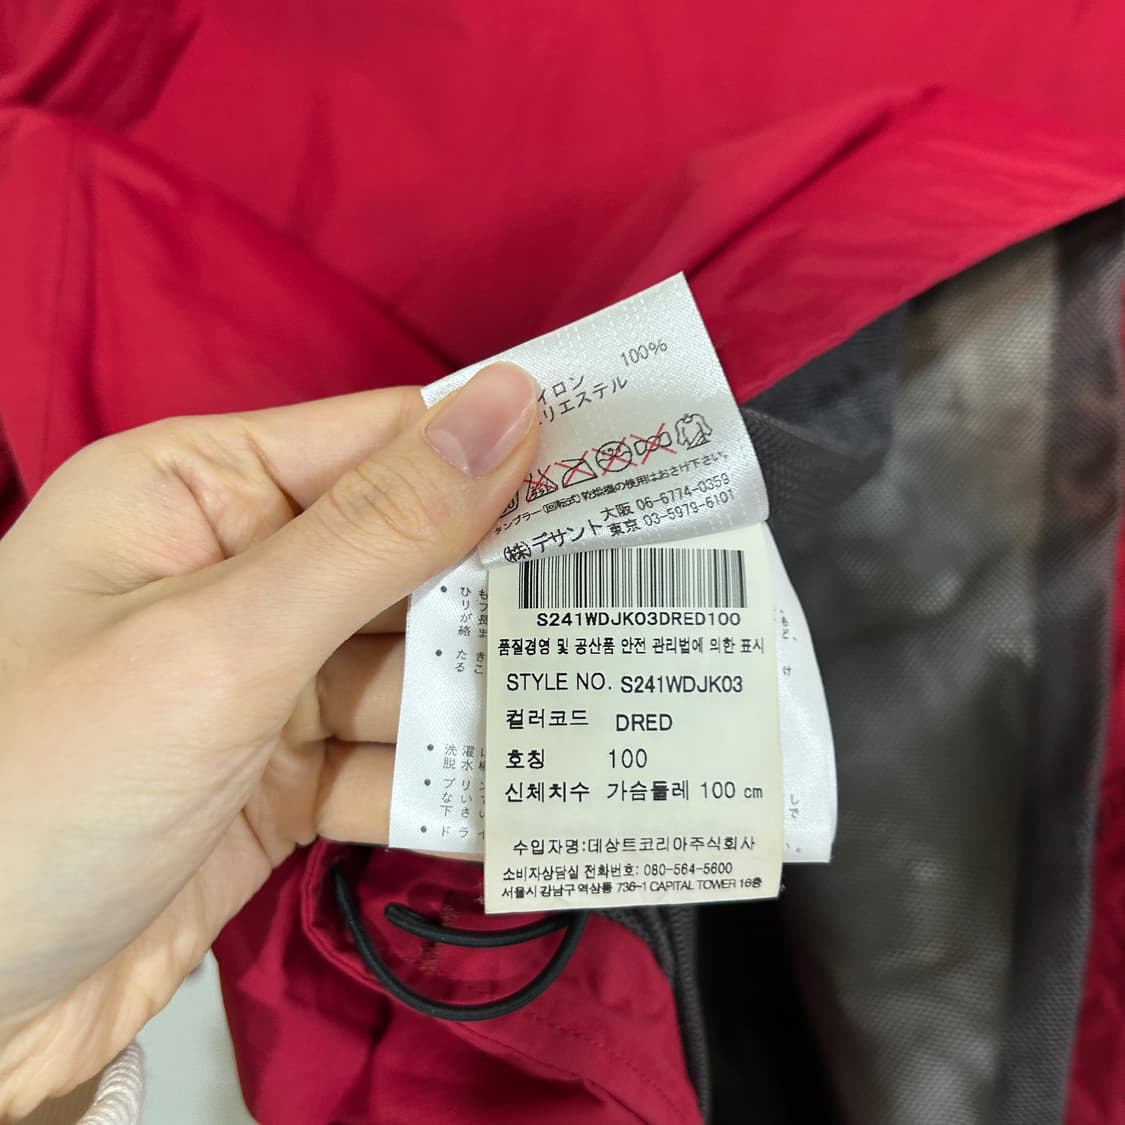 100%
イロン
リエステル
タンブラー(回転式)乾燥機の使用はおさけ下さい。
大阪 06-6774-0359
(株)デサント 東京 03-5979-6101
S241WDJK03DRED100
품질경영 및 공산품 안전 관리법에 의한 표시
STYLE NO. S241WDJK03
컬러코드 DRED
호칭 100
신체치수 가슴둘레 100 cm
수입자명:데상트코리아주식회사
소비자상담실 전화번호: 080-564-5600
서울시 강남구 역삼동 736-1 CAPITAL TOWER 16층